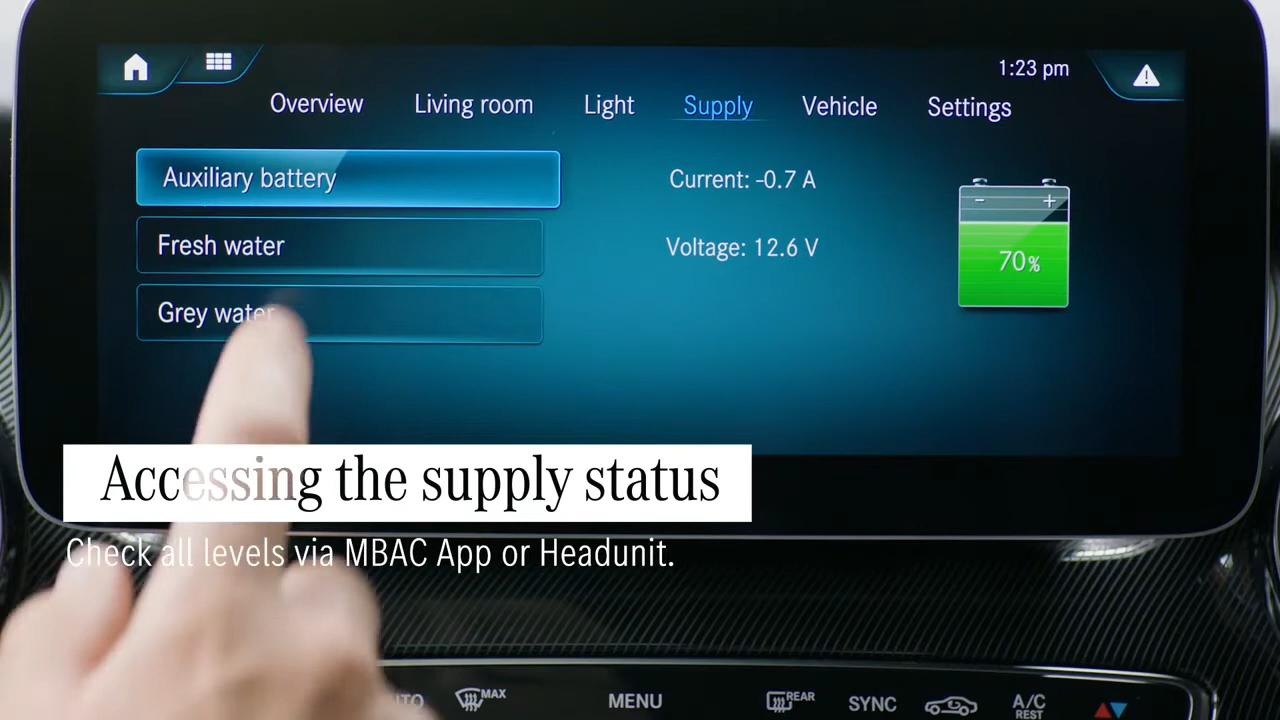 1:23 pm
Overview Living room Light Supply Vehicle Settings
Auxiliary battery
Current: -0.7 A
Fresh water
Voltage: 12.6 V
- +
70%
Grey water
Accessing the supply status
Check all levels via MBAC App or Headunit.
MAX
MENU
REAR
SYNC
A/C
REST